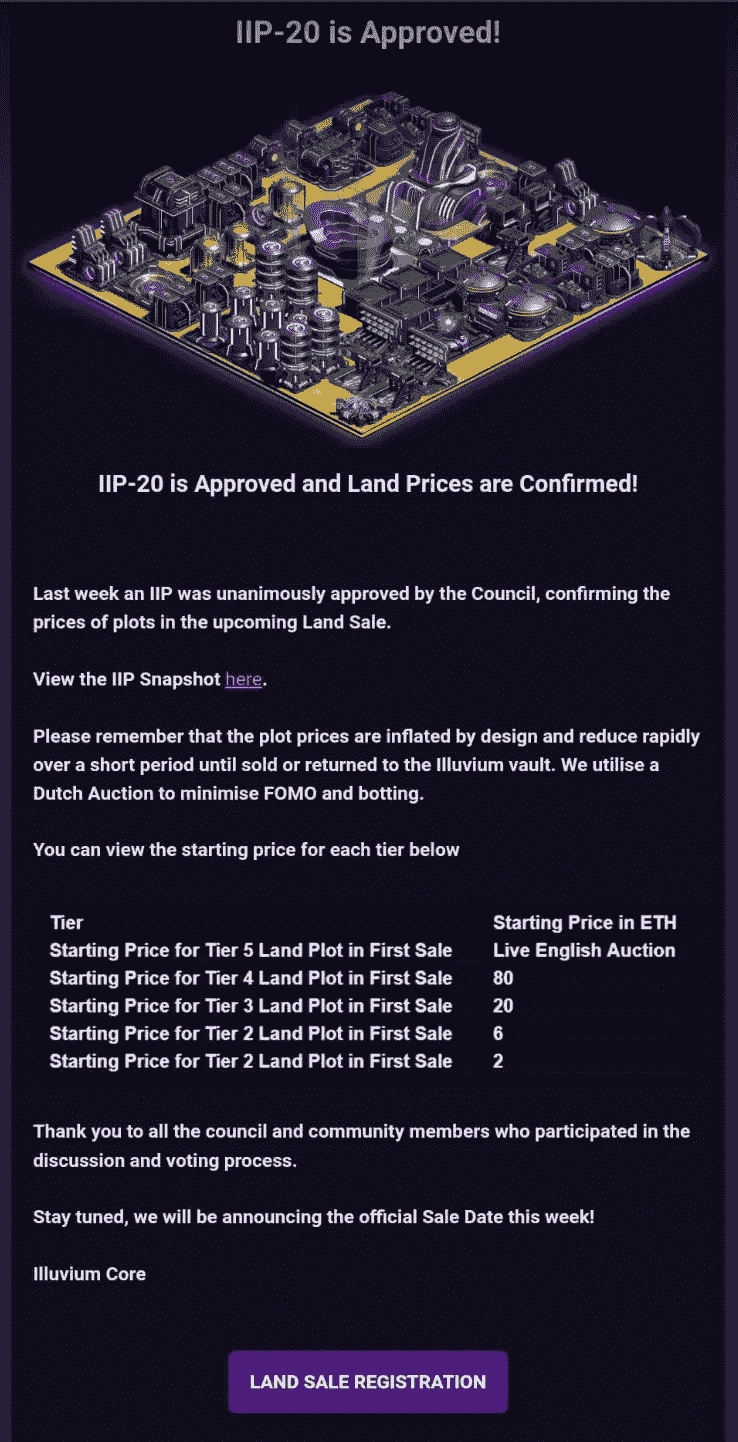 IIP-20 is Approved!
IIP-20 is Approved and Land Prices are Confirmed!
Last week an IIP was unanimously approved by the Council, confirming the
prices of plots in the upcoming Land Sale.
View the IIP Snapshot here.
Please remember that the plot prices are inflated by design and reduce rapidly
over a short period until sold or returned to the Illuvium vault. We utilise a
Dutch Auction to minimise FOMO and botting.
You can view the starting price for each tier below
Tier Starting Price in ETH
Starting Price for Tier 5 Land Plot in First Sale Live English Auction
Starting Price for Tier 4 Land Plot in First Sale 80
Starting Price for Tier 3 Land Plot in First Sale 20
Starting Price for Tier 2 Land Plot in First Sale 6
Starting Price for Tier 2 Land Plot in First Sale 2
Thank you to all the council and community members who participated in the
discussion and voting process.
Stay tuned, we will be announcing the official Sale Date this week!
Illuvium Core
LAND SALE REGISTRATION